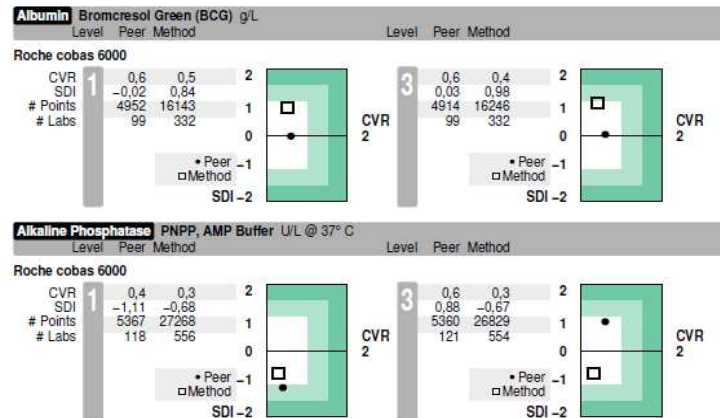 Albumin Bromcresol Green (BCG) g/L
Level Peer Method Level Peer Method
Roche cobas 6000
CVR 1 0,6 0,5 2 3 0,6 0,4 2
SDI −0,02 0,84 0,03 0,98
# Points 4952 16143 1 CVR 4914 16246 1 CVR
# Labs 99 332 0 2 99 332 0 2
• Peer −1 • Peer −1
□Method □Method
SDI −2 SDI −2
Alkaline Phosphatase PNPP, AMP Buffer U/L @ 37° C
Level Peer Method Level Peer Method
Roche cobas 6000
CVR 1 0,4 0,3 2 3 0,6 0,3 2
SDI −1,11 −0,68 0,88 −0,67
# Points 5367 27268 1 CVR 5360 26829 1 CVR
# Labs 118 556 0 2 121 554 0 2
• Peer −1 • Peer −1
□Method □Method
SDI −2 SDI −2